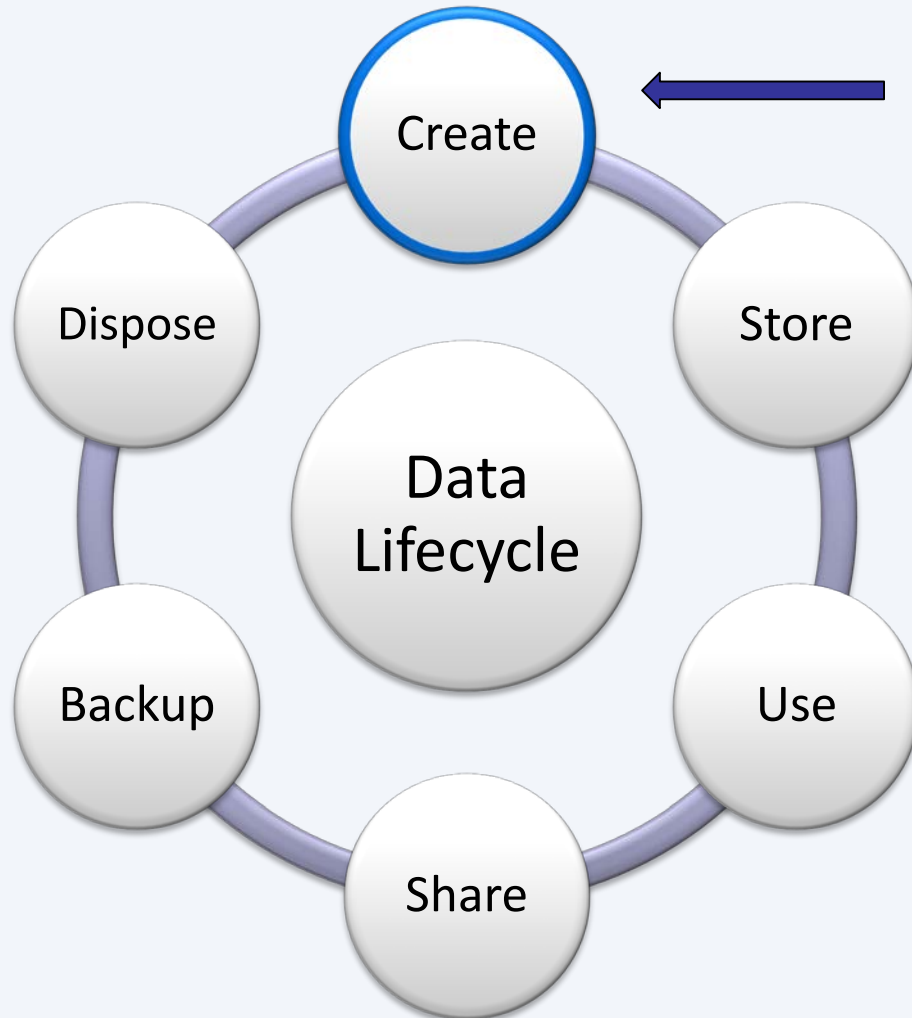 Create
Store
Use
Share
Backup
Dispose
Data
Lifecycle